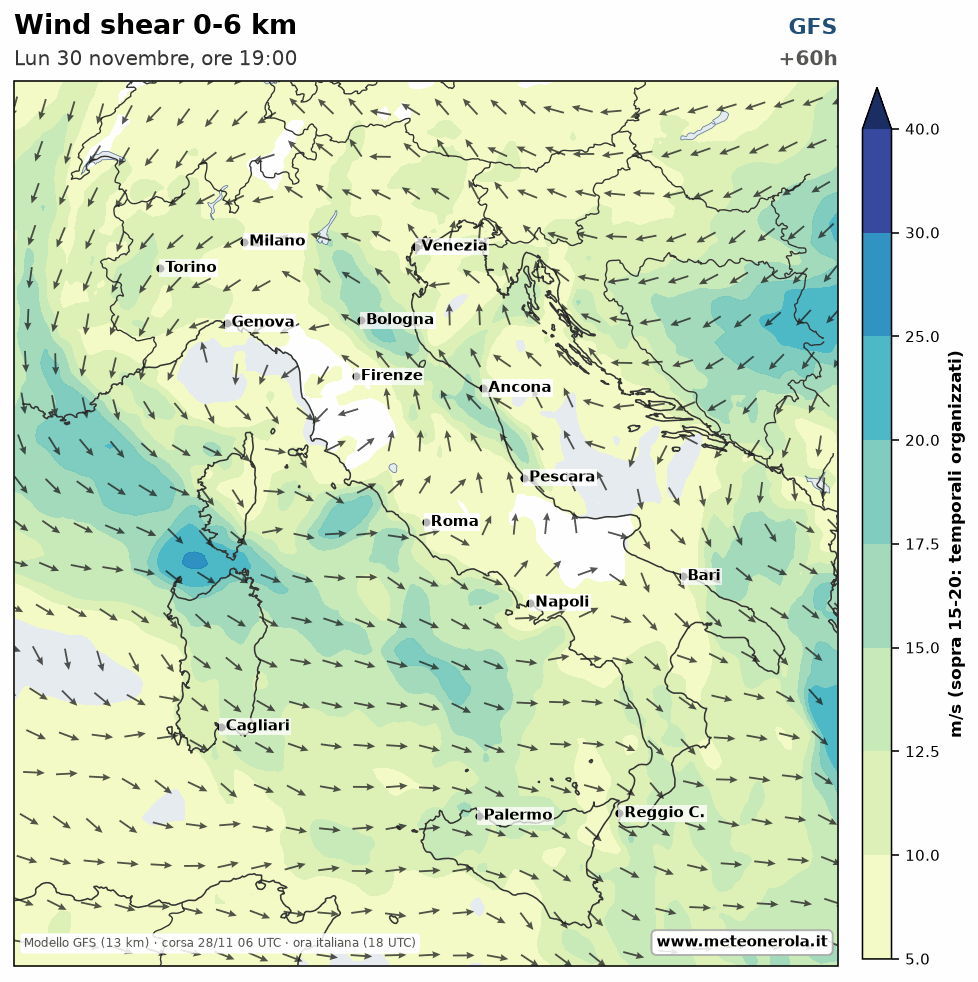 Wind shear 0-6 km
GFS
Lun 30 novembre, ore 19:00
+60h
Milano
Venezia
Torino
Genova
Bologna
Firenze
Ancona
Pescara
Roma
Bari
Napoli
Cagliari
Palermo
Reggio C.
40.0
30.0
25.0
20.0
17.5
15.0
12.5
10.0
5.0
m/s (sopra 15-20: temporali organizzati)
Modello GFS (13 km) · corsa 28/11 06 UTC · ora italiana (18 UTC)
www.meteonerola.it